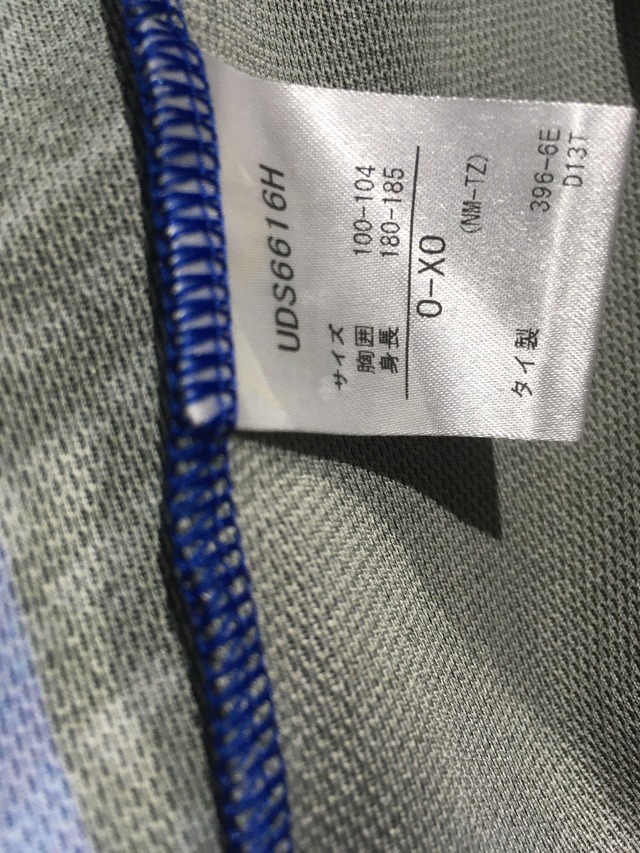 UDS6616H
サイズ
胸囲 100-104
身長 180-185
O-XO
(NM-TZ)
タイ製 396-6E
D13T